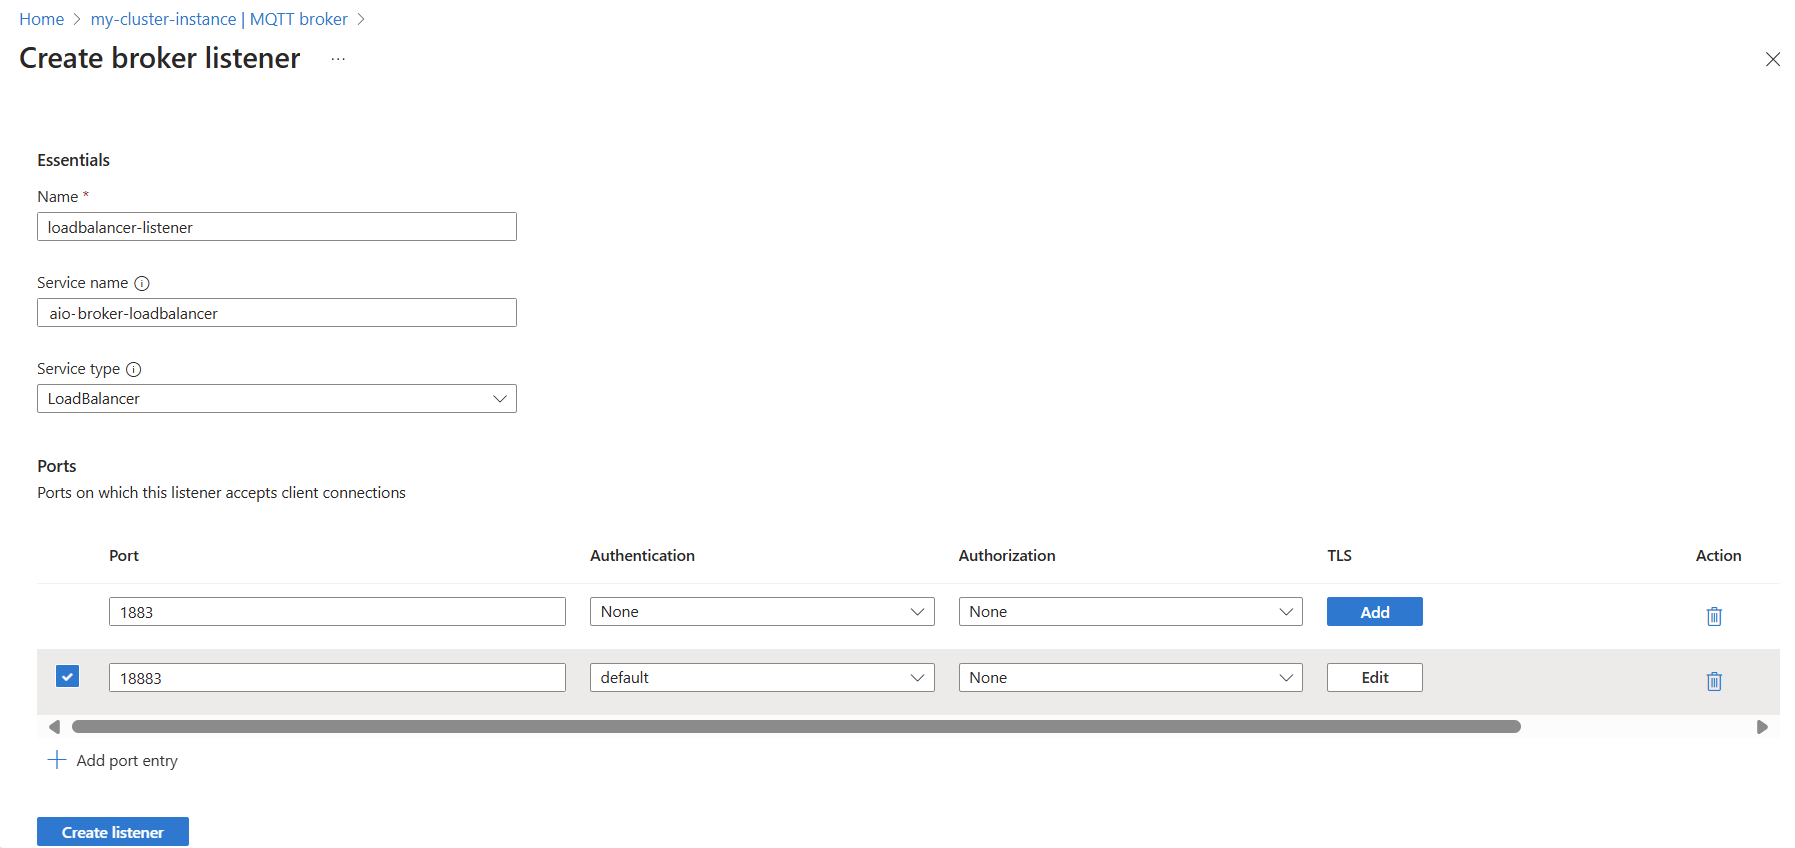 Home > my-cluster-instance | MQTT broker >
Create broker listener ...
Essentials
Name *
loadbalancer-listener
Service name
aio-broker-loadbalancer
Service type
LoadBalancer
Ports
Ports on which this listener accepts client connections
Port Authentication Authorization TLS Action
1883 None None Add
18883 default None Edit
Add port entry
Create listener